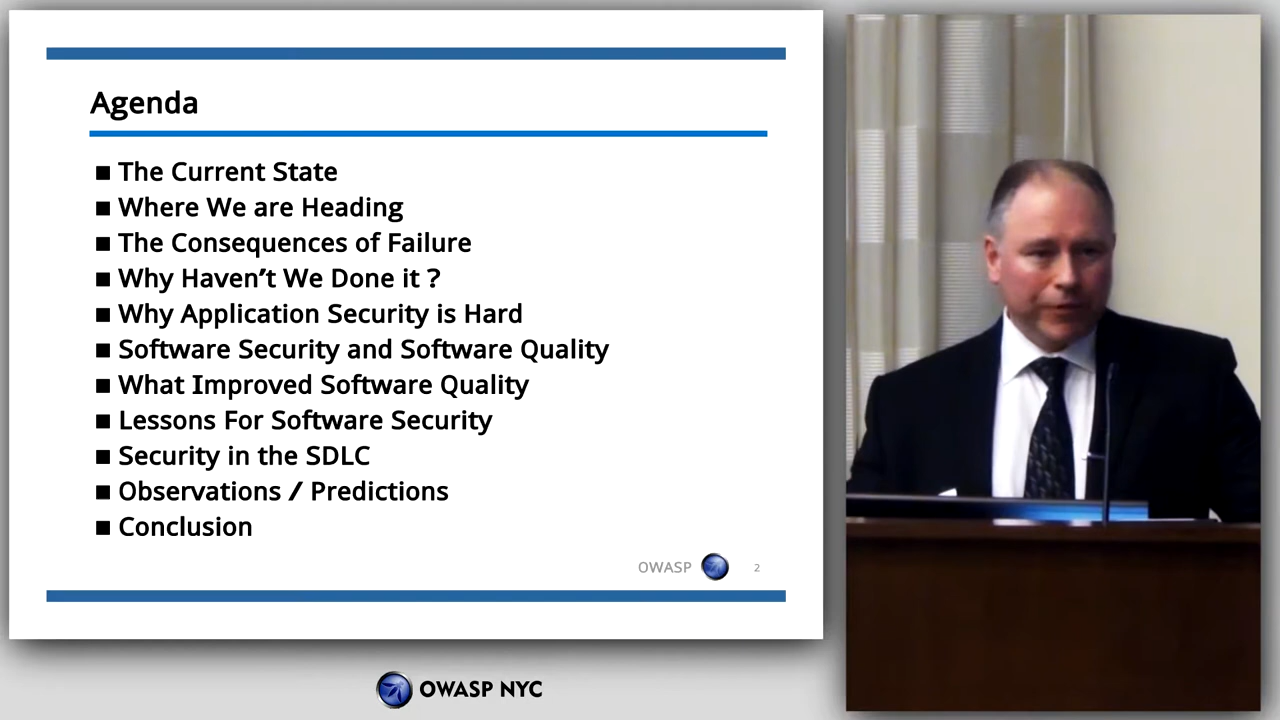 Agenda
The Current State
Where We are Heading
The Consequences of Failure
Why Haven’t We Done it ?
Why Application Security is Hard
Software Security and Software Quality
What Improved Software Quality
Lessons For Software Security
Security in the SDLC
Observations / Predictions
Conclusion
OWASP 2
OWASP NYC